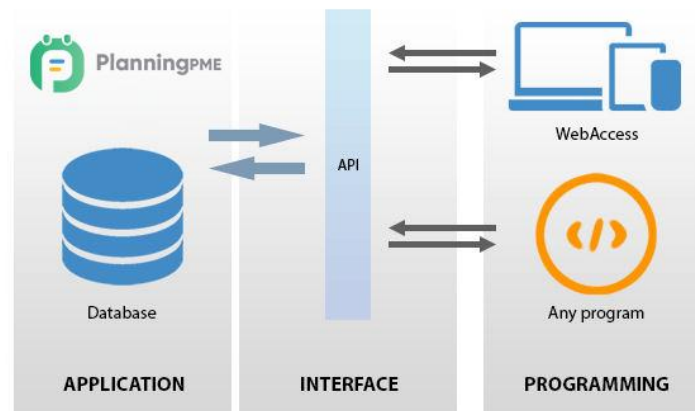 PlanningPME
API
WebAccess
</>
Database
Any program
APPLICATION
INTERFACE
PROGRAMMING